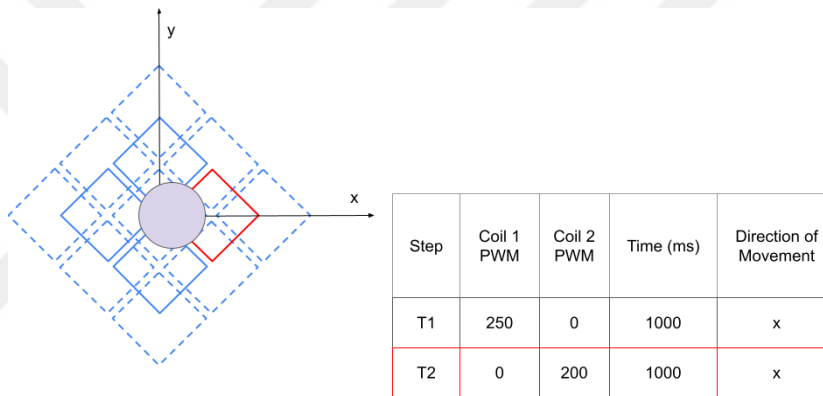 y
x
Step
Coil 1
PWM
Coil 2
PWM
Time (ms)
Direction of
Movement
T1 250 0 1000 x
T2 0 200 1000 x